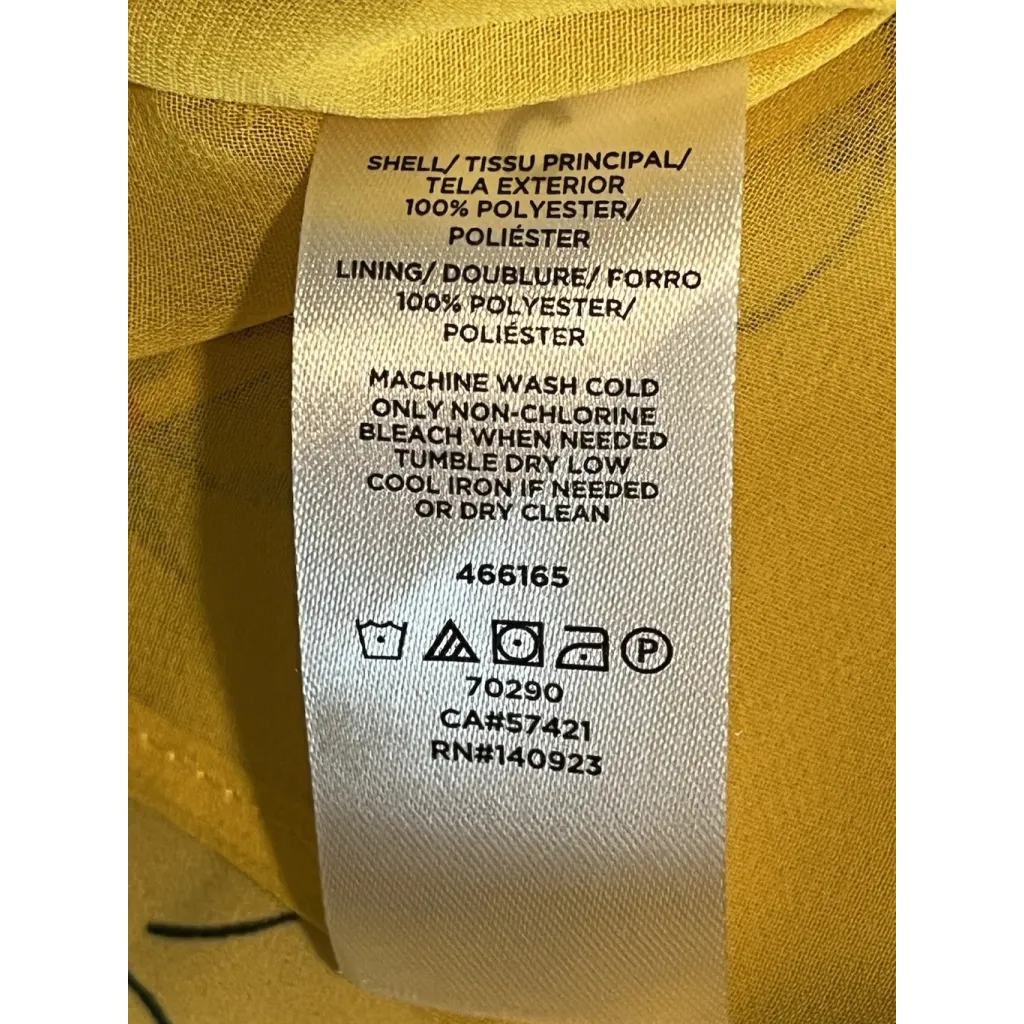 SHELL/ TISSU PRINCIPAL/
TELA EXTERIOR
100% POLYESTER/
POLIÉSTER
LINING/ DOUBLURE/ FORRO
100% POLYESTER/
POLIÉSTER
MACHINE WASH COLD
ONLY NON-CHLORINE
BLEACH WHEN NEEDED
TUMBLE DRY LOW
COOL IRON IF NEEDED
OR DRY CLEAN
466165
P
70290
CA#57421
RN#140923